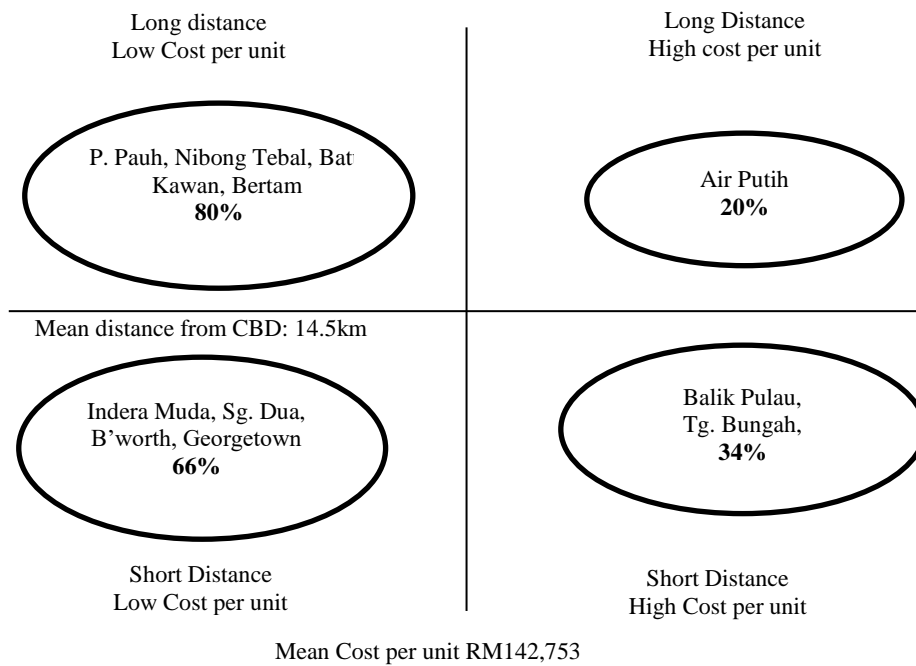 Long distance
Low Cost per unit
Long Distance
High cost per unit
P. Pauh, Nibong Tebal, Bat
Kawan, Bertam
80%
Air Putih
20%
Mean distance from CBD: 14.5km
Indera Muda, Sg. Dua,
B’worth, Georgetown
66%
Balik Pulau,
Tg. Bungah,
34%
Short Distance
Low Cost per unit
Short Distance
High Cost per unit
Mean Cost per unit RM142,753